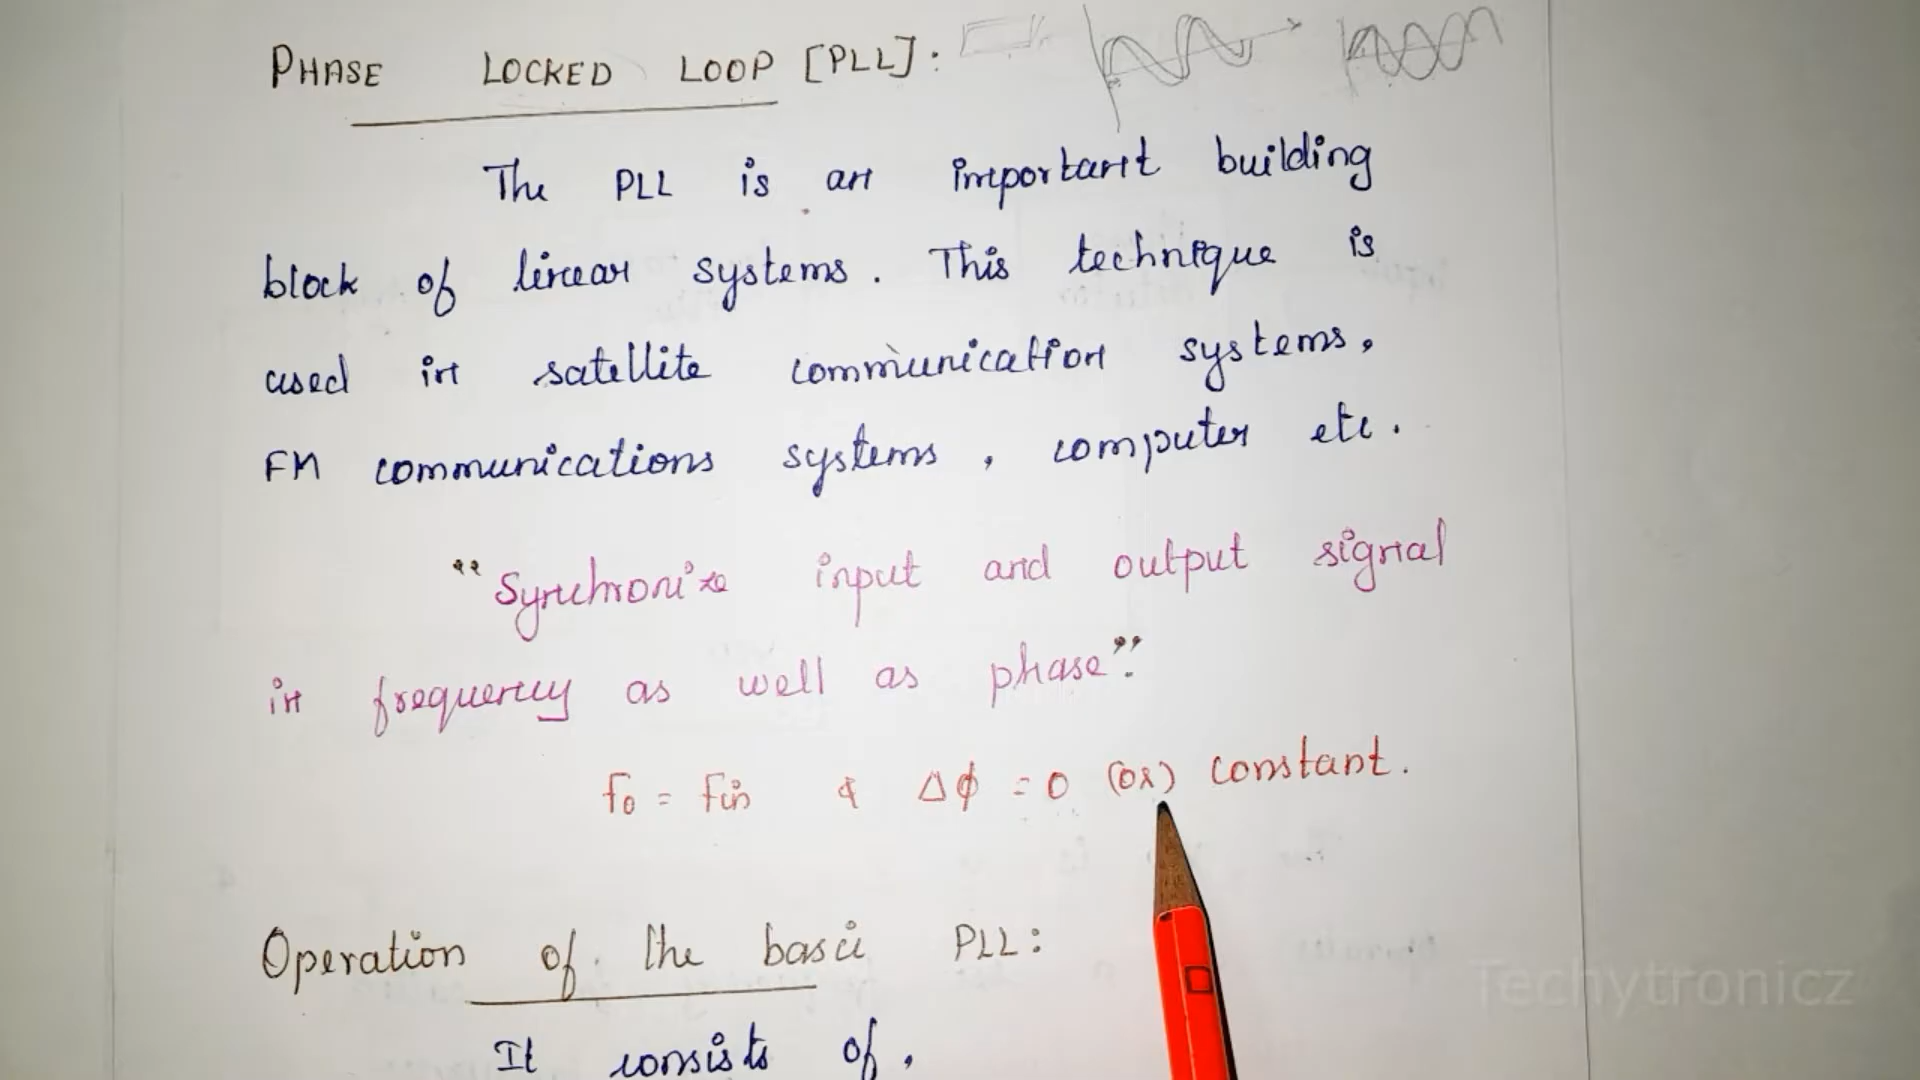 PHASE LOCKED LOOP [PLL]:
The PLL is an important building
block of linear systems. This technique is
used in satellite communication systems,
FM communications systems, computer etc.
"Synchronize input and output signal
in frequency as well as phase".
fo = Fin & Δϕ = 0 (or) constant.
Operation of the basic PLL:
It consists of,
Techytronicz